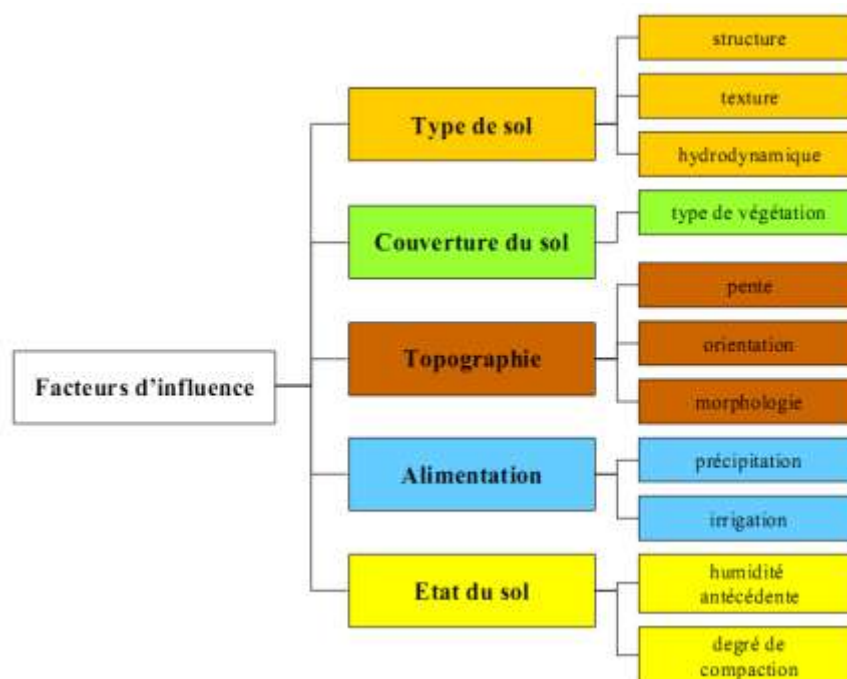 Facteurs d'influence
Type de sol
structure
texture
hydrodynamique
Couverture du sol
type de végétation
Topographie
pente
orientation
morphologie
Alimentation
précipitation
irrigation
Etat du sol
humidité
antécédente
degré de
compaction